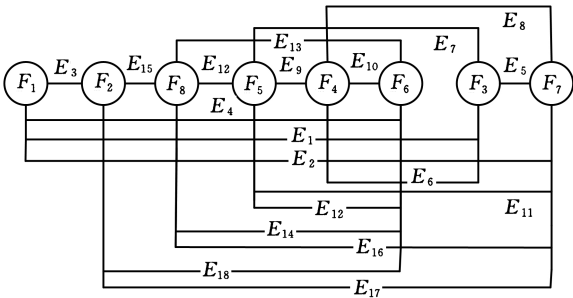 E₈
E₁₃ E₇
F₁ E₃ F₂ E₁₅ F₈ E₁₂ F₅ E₉ F₄ E₁₀ F₆ F₃ E₅ F₇
E₄
E₁
E₂
E₆
E₁₂ E₁₁
E₁₄
E₁₆
E₁₈
E₁₇